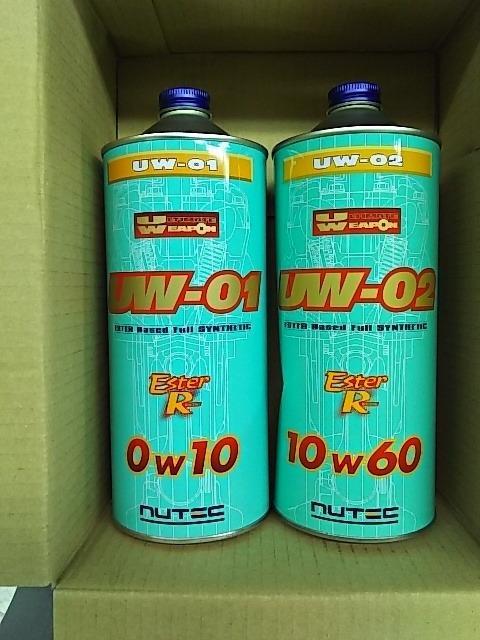 UW-01
ULTIMATE
WEAPON
UW-01
ESTER Based Full SYNTHETIC
Ester
R
0W10
NUTEC
UW-02
ULTIMATE
WEAPON
UW-02
ESTER Based Full SYNTHETIC
Ester
R
10W60
NUTEC